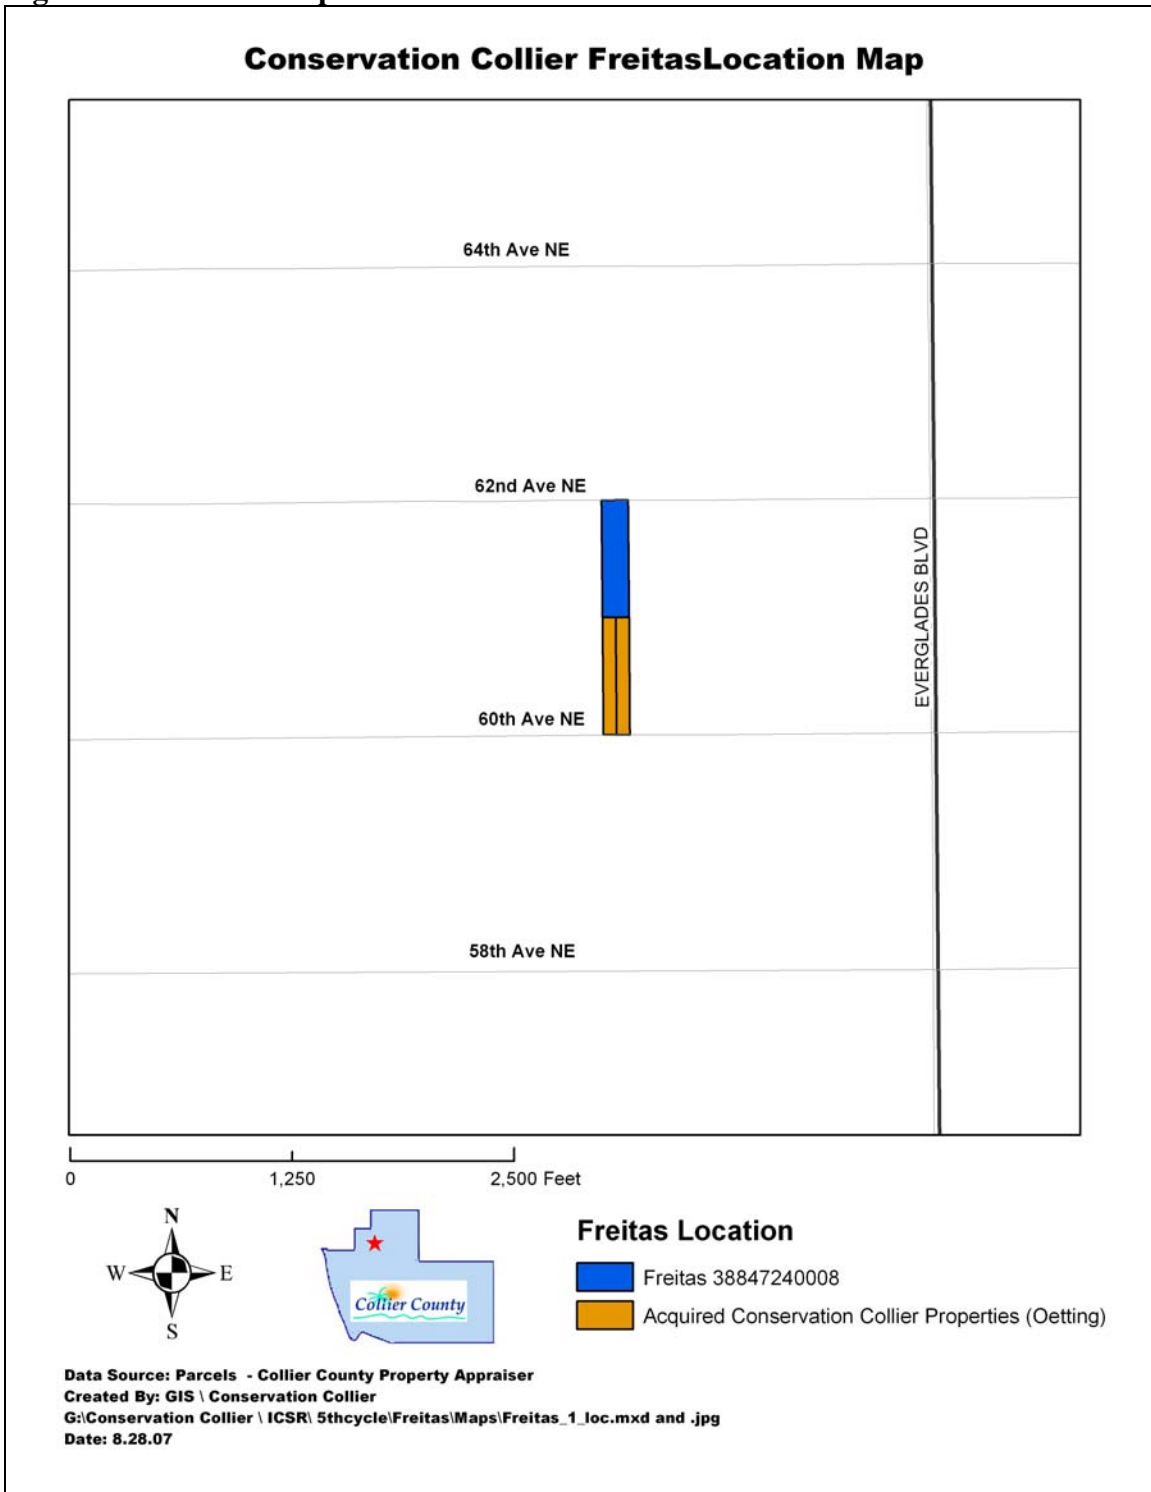 Conservation Collier FreitasLocation Map
64th Ave NE
62nd Ave NE
EVERGLADES BLVD
60th Ave NE
58th Ave NE
0 1,250 2,500 Feet
N
W E
S
Collier County
Freitas Location
Freitas 38847240008
Acquired Conservation Collier Properties (Oetting)
Data Source: Parcels - Collier County Property Appraiser
Created By: GIS \ Conservation Collier
G:\Conservation Collier \ ICSR\ 5thcycle\Freitas\Maps\Freitas_1_loc.mxd and .jpg
Date: 8.28.07